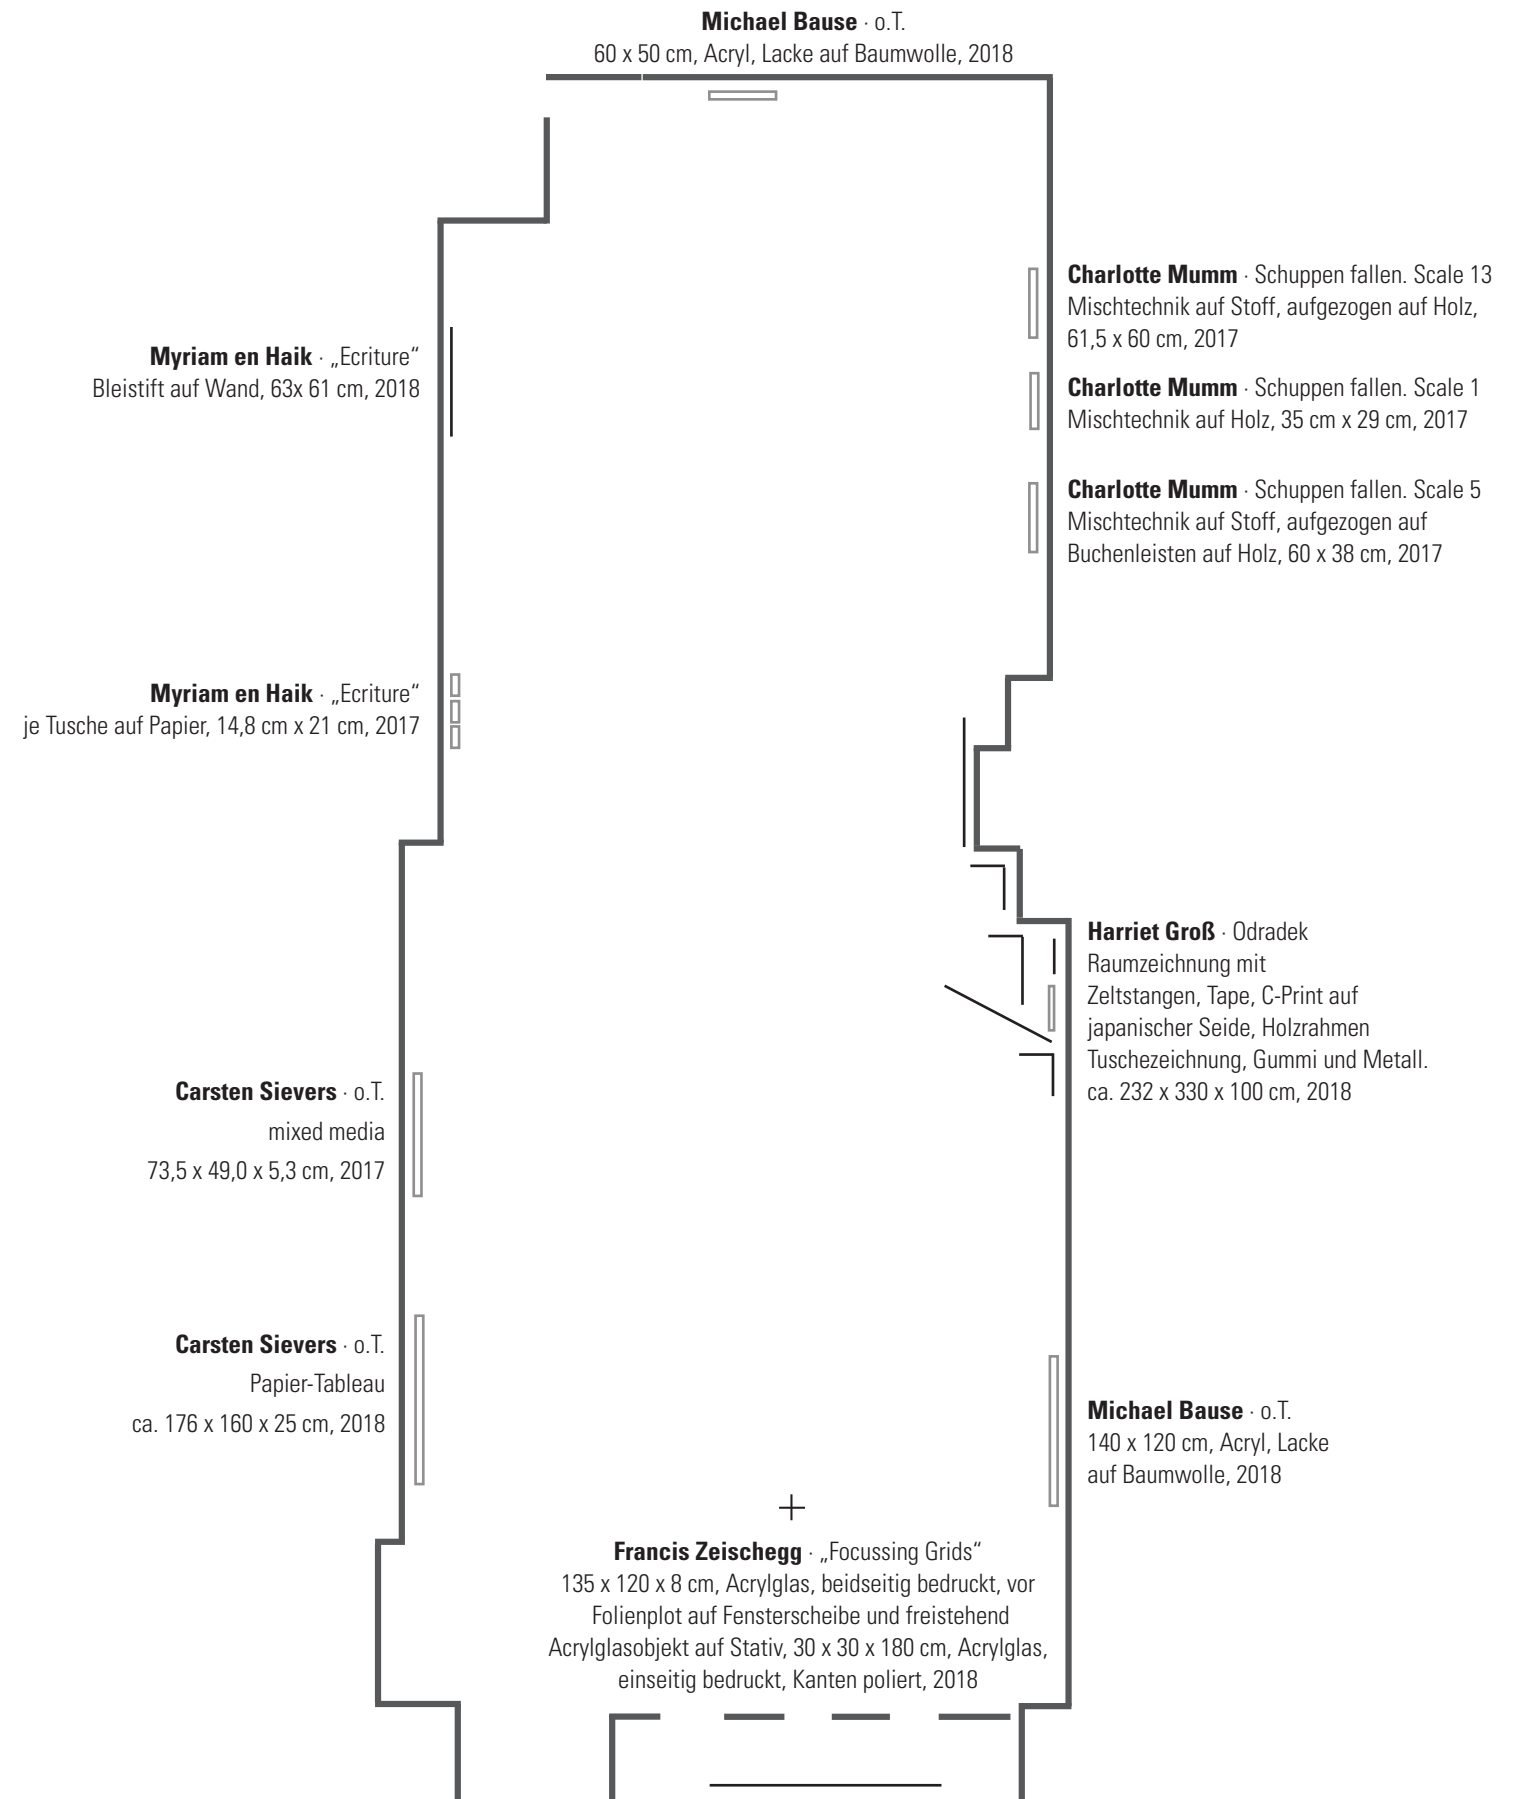 Michael Bause · o.T.
60 x 50 cm, Acryl, Lacke auf Baumwolle, 2018
Charlotte Mumm · Schuppen fallen. Scale 13
Mischtechnik auf Stoff, aufgezogen auf Holz,
61,5 x 60 cm, 2017
Myriam en Haik · „Ecriture“
Bleistift auf Wand, 63x 61 cm, 2018
Charlotte Mumm · Schuppen fallen. Scale 1
Mischtechnik auf Holz, 35 cm x 29 cm, 2017
Charlotte Mumm · Schuppen fallen. Scale 5
Mischtechnik auf Stoff, aufgezogen auf
Buchenleisten auf Holz, 60 x 38 cm, 2017
Myriam en Haik · „Ecriture“
je Tusche auf Papier, 14,8 cm x 21 cm, 2017
Harriet Groß · Odradek
Raumzeichnung mit
Zeltstangen, Tape, C-Print auf
japanischer Seide, Holzrahmen
Tuschezeichnung, Gummi und Metall.
ca. 232 x 330 x 100 cm, 2018
Carsten Sievers · o.T.
mixed media
73,5 x 49,0 x 5,3 cm, 2017
Carsten Sievers · o.T.
Papier-Tableau
ca. 176 x 160 x 25 cm, 2018
Michael Bause · o.T.
140 x 120 cm, Acryl, Lacke
auf Baumwolle, 2018
Francis Zeischegg · „Focussing Grids“
135 x 120 x 8 cm, Acrylglas, beidseitig bedruckt, vor
Folienplot auf Fensterscheibe und freistehend
Acrylglasobjekt auf Stativ, 30 x 30 x 180 cm, Acrylglas,
einseitig bedruckt, Kanten poliert, 2018